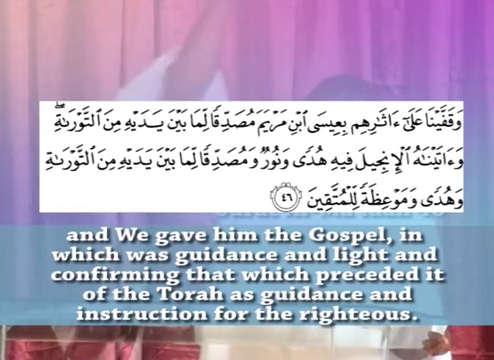 وَقَفَّيْنَا عَلَىٰٓ ءَاثَـٰرِهِم بِعِيسَى ٱبْنِ مَرْيَمَ مُصَدِّقًا لِّمَا بَيْنَ يَدَيْهِ مِنَ ٱلتَّوْرَىٰةِ ۖ
وَءَاتَيْنَـٰهُ ٱلْإِنجِيلَ فِيهِ هُدًى وَنُورٌ وَمُصَدِّقًا لِّمَا بَيْنَ يَدَيْهِ مِنَ ٱلتَّوْرَىٰةِ
وَهُدًى وَمَوْعِظَةً لِّلْمُتَّقِينَ ٤٦
and We gave him the Gospel, in
which was guidance and light and
confirming that which preceded it
of the Torah as guidance and
instruction for the righteous.